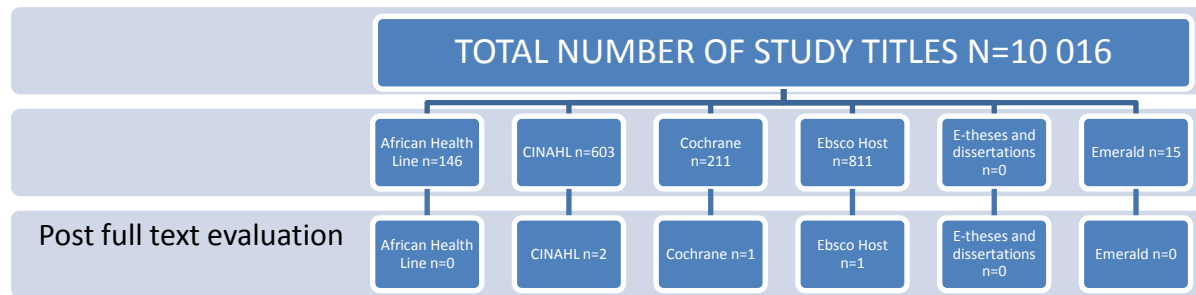 TOTAL NUMBER OF STUDY TITLES N=10 016
African Health
Line n=146
CINAHL n=603
Cochrane
n=211
Ebsco Host
n=811
E-theses and
dissertations
n=0
Emerald n=15
Post full text evaluation
African Health
Line n=0
CINAHL n=2
Cochrane n=1
Ebsco Host
n=1
E-theses and
dissertations
n=0
Emerald n=0